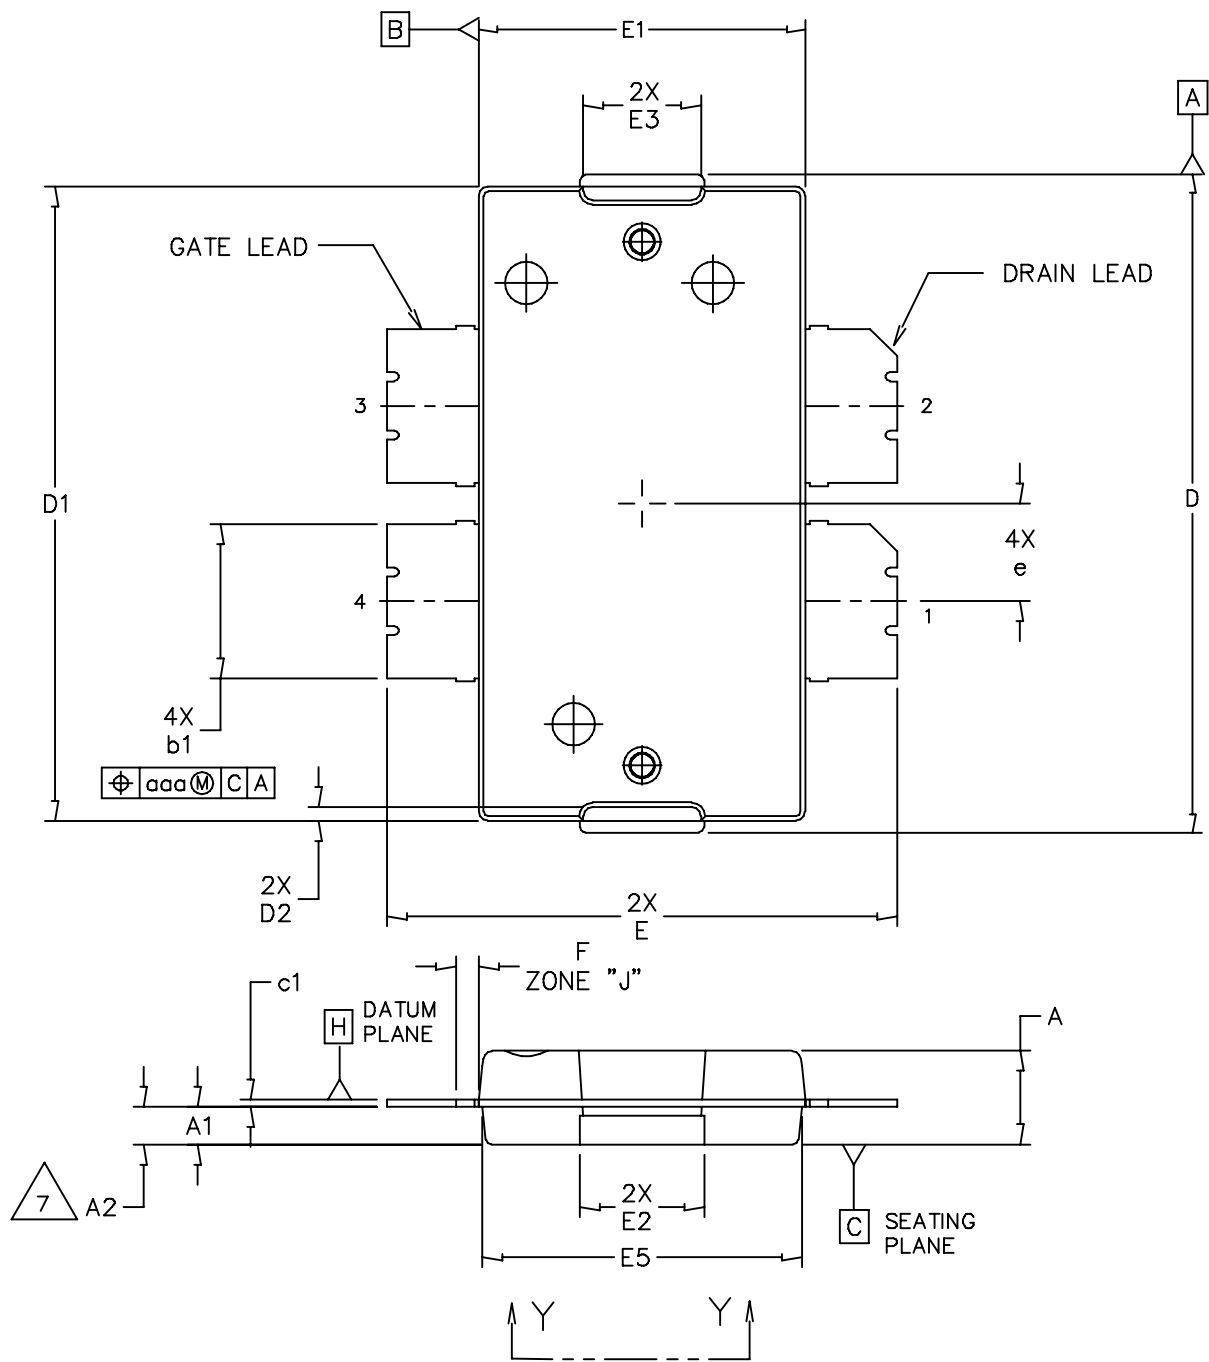 B
E1
2X
E3
A
GATE LEAD
DRAIN LEAD
3
2
D1
D
4X
e
4
1
4X
b1
⌖ aaa Ⓜ C A
2X
D2
2X
E
F
ZONE "J"
c1
H
DATUM
PLANE
A
A1
7
A2
2X
E2
C
SEATING
PLANE
E5
Y
Y